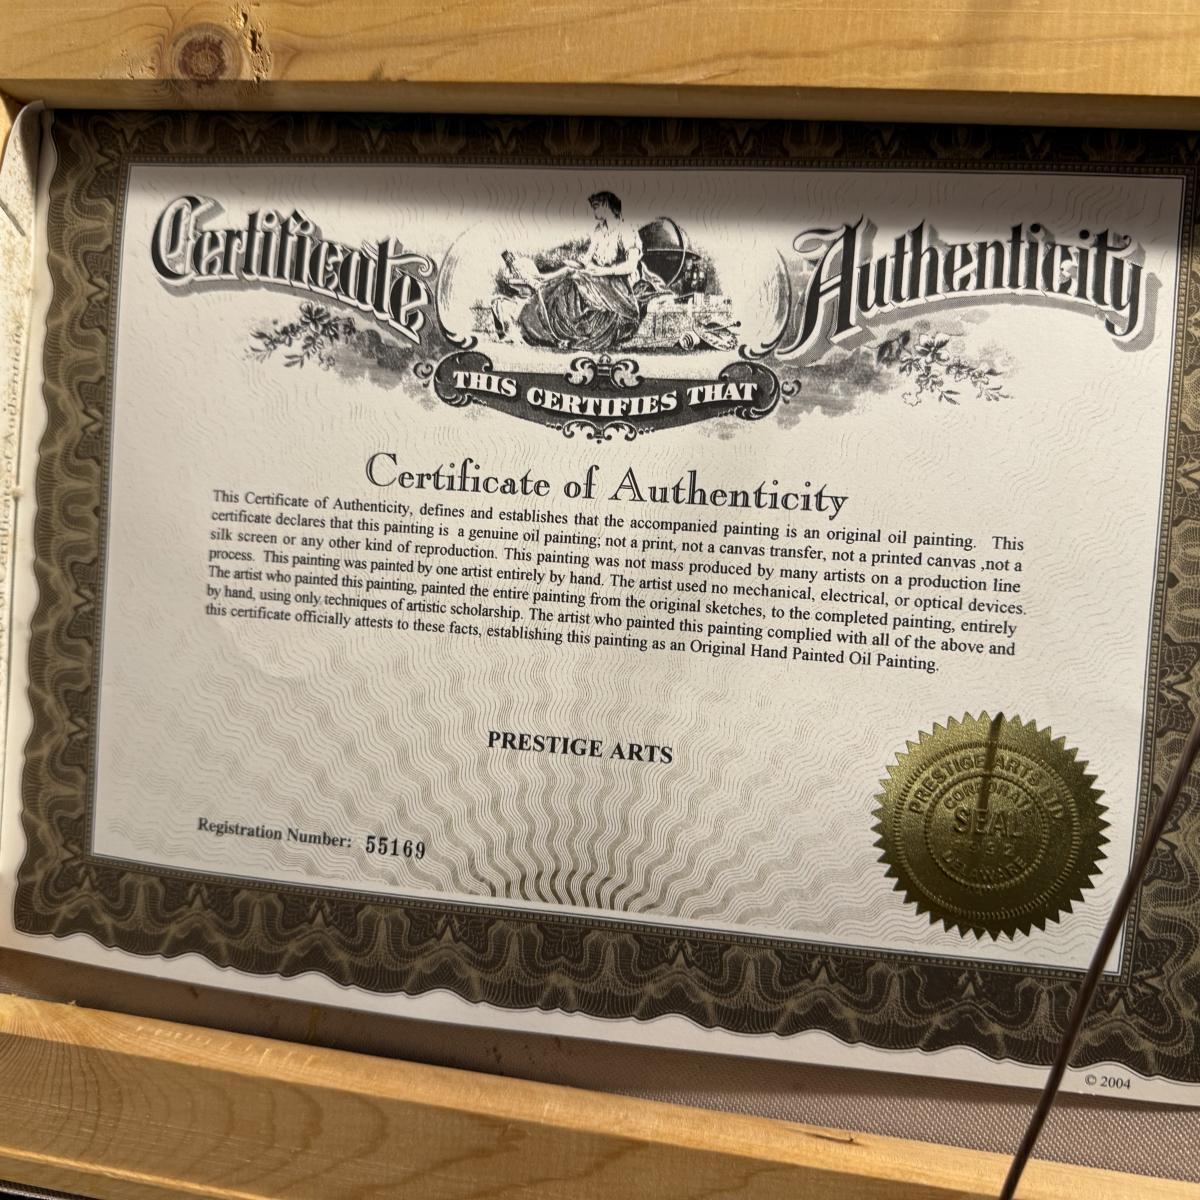 Certificate Authenticity
THIS CERTIFIES THAT
Certificate of Authenticity
This Certificate of Authenticity, defines and establishes that the accompanied painting is an original oil painting. This
certificate declares that this painting is a genuine oil painting; not a print, not a canvas transfer, not a printed canvas ,not a
silk screen or any other kind of reproduction. This painting was not mass produced by many artists on a production line
process. This painting was painted by one artist entirely by hand. The artist used no mechanical, electrical, or optical devices.
The artist who painted this painting, painted the entire painting from the original sketches, to the completed painting, entirely
by hand, using only techniques of artistic scholarship. The artist who painted this painting complied with all of the above and
this certificate officially attests to these facts, establishing this painting as an Original Hand Painted Oil Painting.
PRESTIGE ARTS
Registration Number: 55169
PRESTIGE ARTS LTD.
CORPORATE
SEAL
1992
DELAWARE
© 2004
Certificate of Authenticity